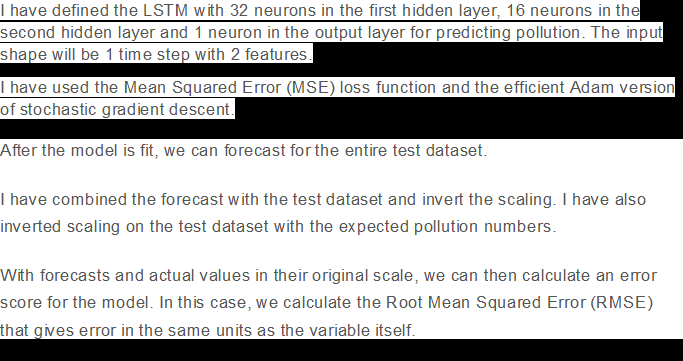 I have defined the LSTM with 32 neurons in the first hidden layer, 16 neurons in the
second hidden layer and 1 neuron in the output layer for predicting pollution. The input
shape will be 1 time step with 2 features.
I have used the Mean Squared Error (MSE) loss function and the efficient Adam version
of stochastic gradient descent.
After the model is fit, we can forecast for the entire test dataset.
I have combined the forecast with the test dataset and invert the scaling. I have also
inverted scaling on the test dataset with the expected pollution numbers.
With forecasts and actual values in their original scale, we can then calculate an error
score for the model. In this case, we calculate the Root Mean Squared Error (RMSE)
that gives error in the same units as the variable itself.